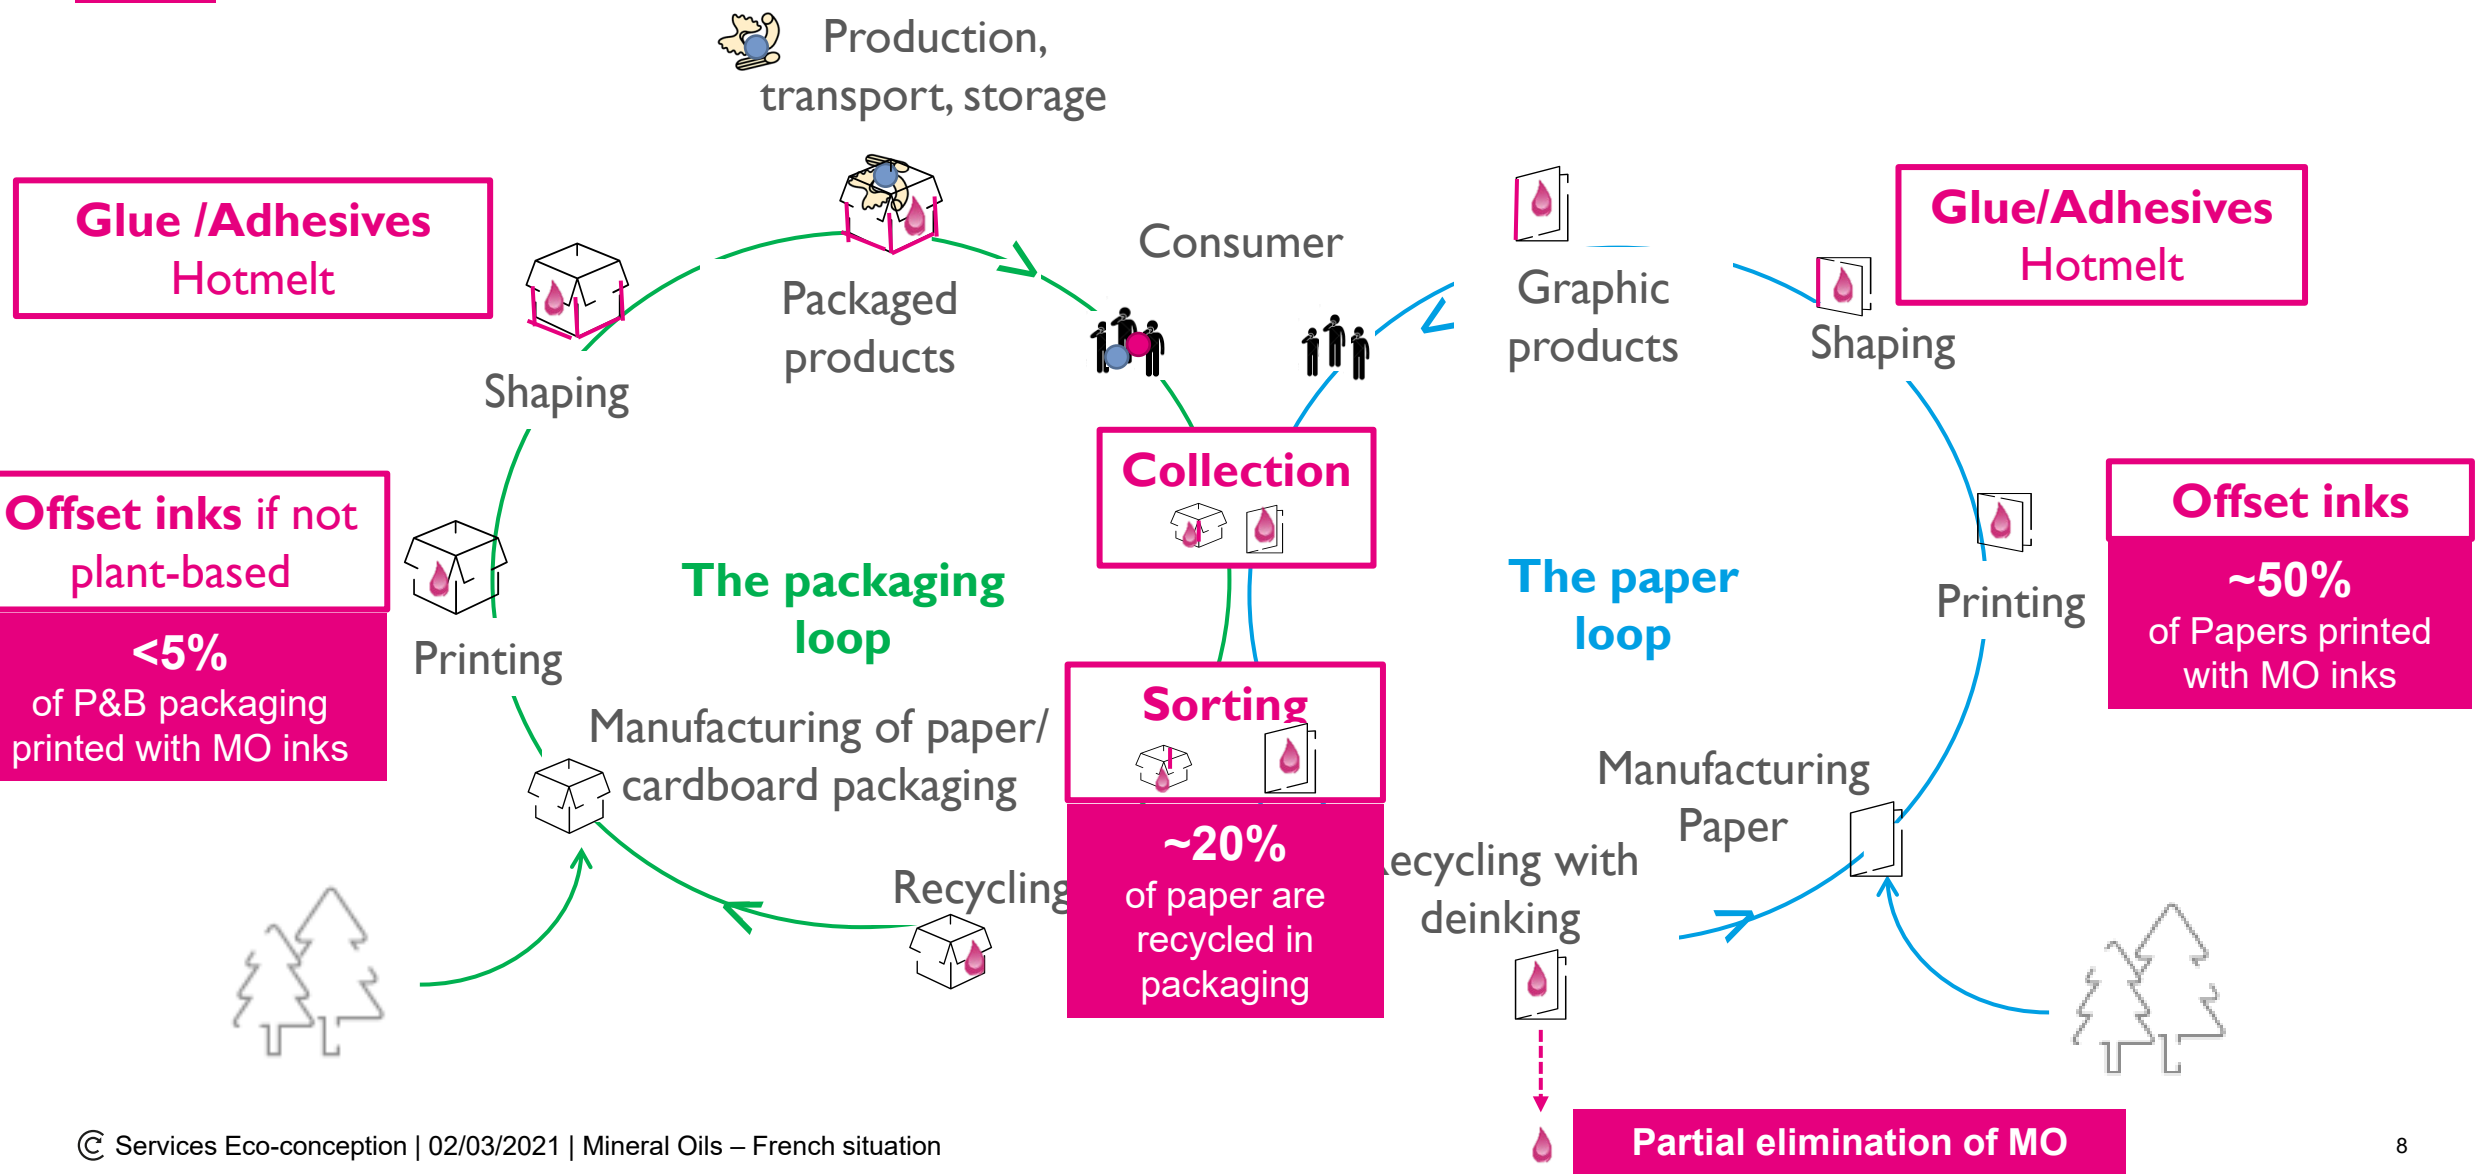 Production,
transport, storage
Glue /Adhesives
Hotmelt
Glue/Adhesives
Hotmelt
Consumer
Packaged
products
Graphic
products
Shaping
Shaping
Collection
Offset inks if not
plant-based
<5%
of P&B packaging
printed with MO inks
Printing
The packaging
loop
The paper
loop
Offset inks
~50%
of Papers printed
with MO inks
Printing
Manufacturing of paper/
cardboard packaging
Sorting
~20%
of paper are
recycled in
packaging
Manufacturing
Paper
Recycling
ecycling with
deinking
Partial elimination of MO
Services Eco-conception | 02/03/2021 | Mineral Oils – French situation
8